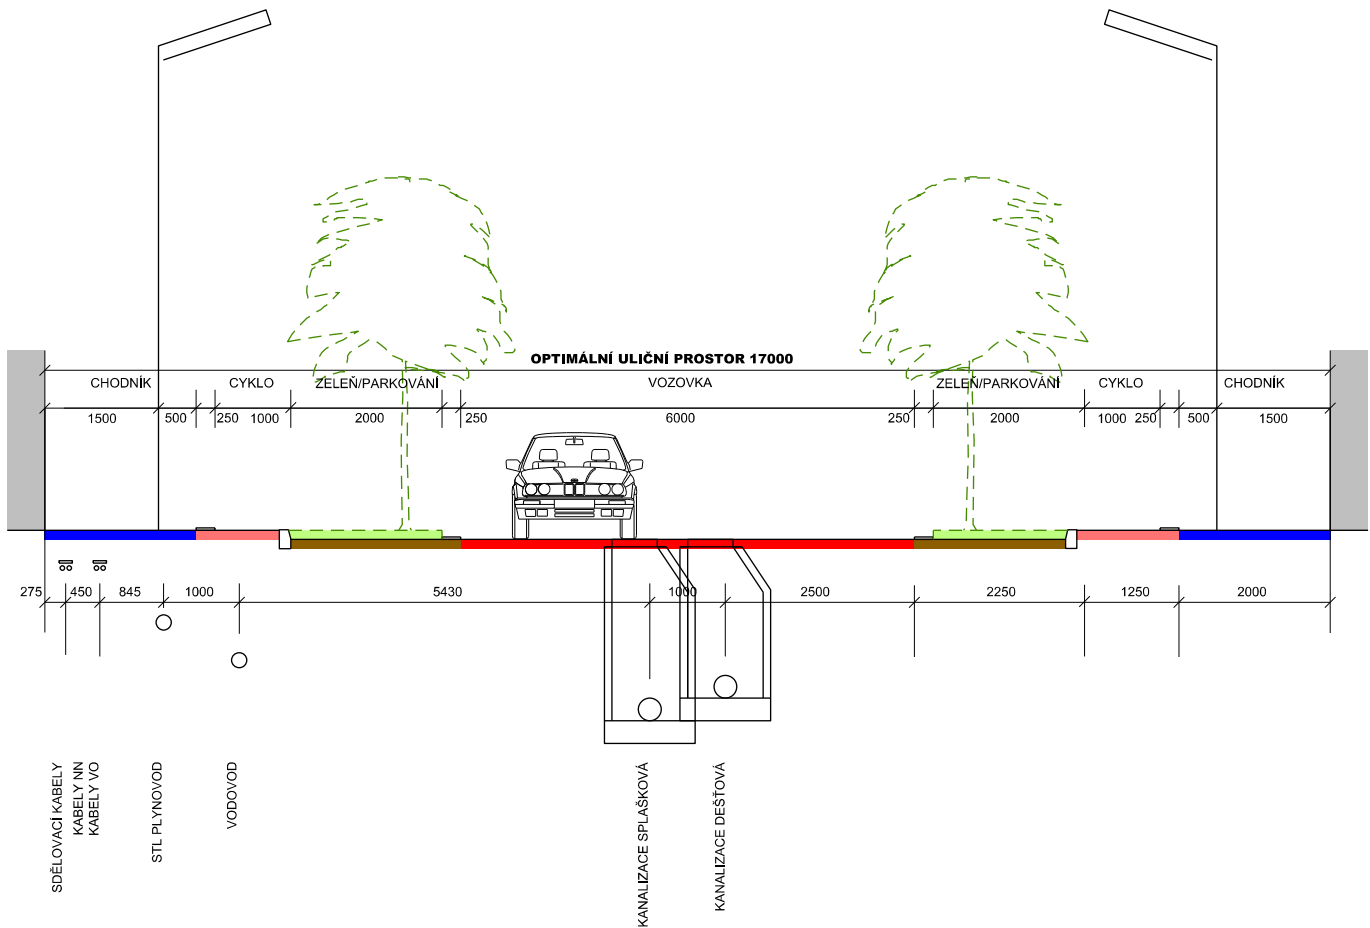 OPTIMÁLNÍ ULIČNÍ PROSTOR 17000
CHODNÍK CYKLO ZELEŇ/PARKOVÁNÍ VOZOVKA ZELEŇ/PARKOVÁNÍ CYKLO CHODNÍK
1500 500 250 1000 2000 250 6000 250 2000 1000 250 500 1500
275 450 845 1000 5430 1000 2500 2250 1250 2000
SDĚLOVACÍ KABELY
KABELY NN
KABELY VO
STL PLYNOVOD
VODOVOD
KANALIZACE SPLAŠKOVÁ
KANALIZACE DEŠŤOVÁ